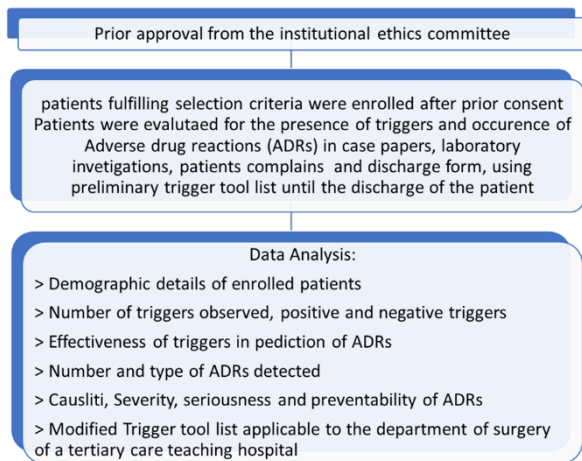 Prior approval from the institutional ethics committee
patients fulfilling selection criteria were enrolled after prior consent
Patients were evalutaed for the presence of triggers and occurence of
Adverse drug reactions (ADRs) in case papers, laboratory
invetigations, patients complains and discharge form, using
preliminary trigger tool list until the discharge of the patient
Data Analysis:
> Demographic details of enrolled patients
> Number of triggers observed, positive and negative triggers
> Effectiveness of triggers in pediction of ADRs
> Number and type of ADRs detected
> Causliti, Severity, seriousness and preventability of ADRs
> Modified Trigger tool list applicable to the department of surgery
of a tertiary care teaching hospital